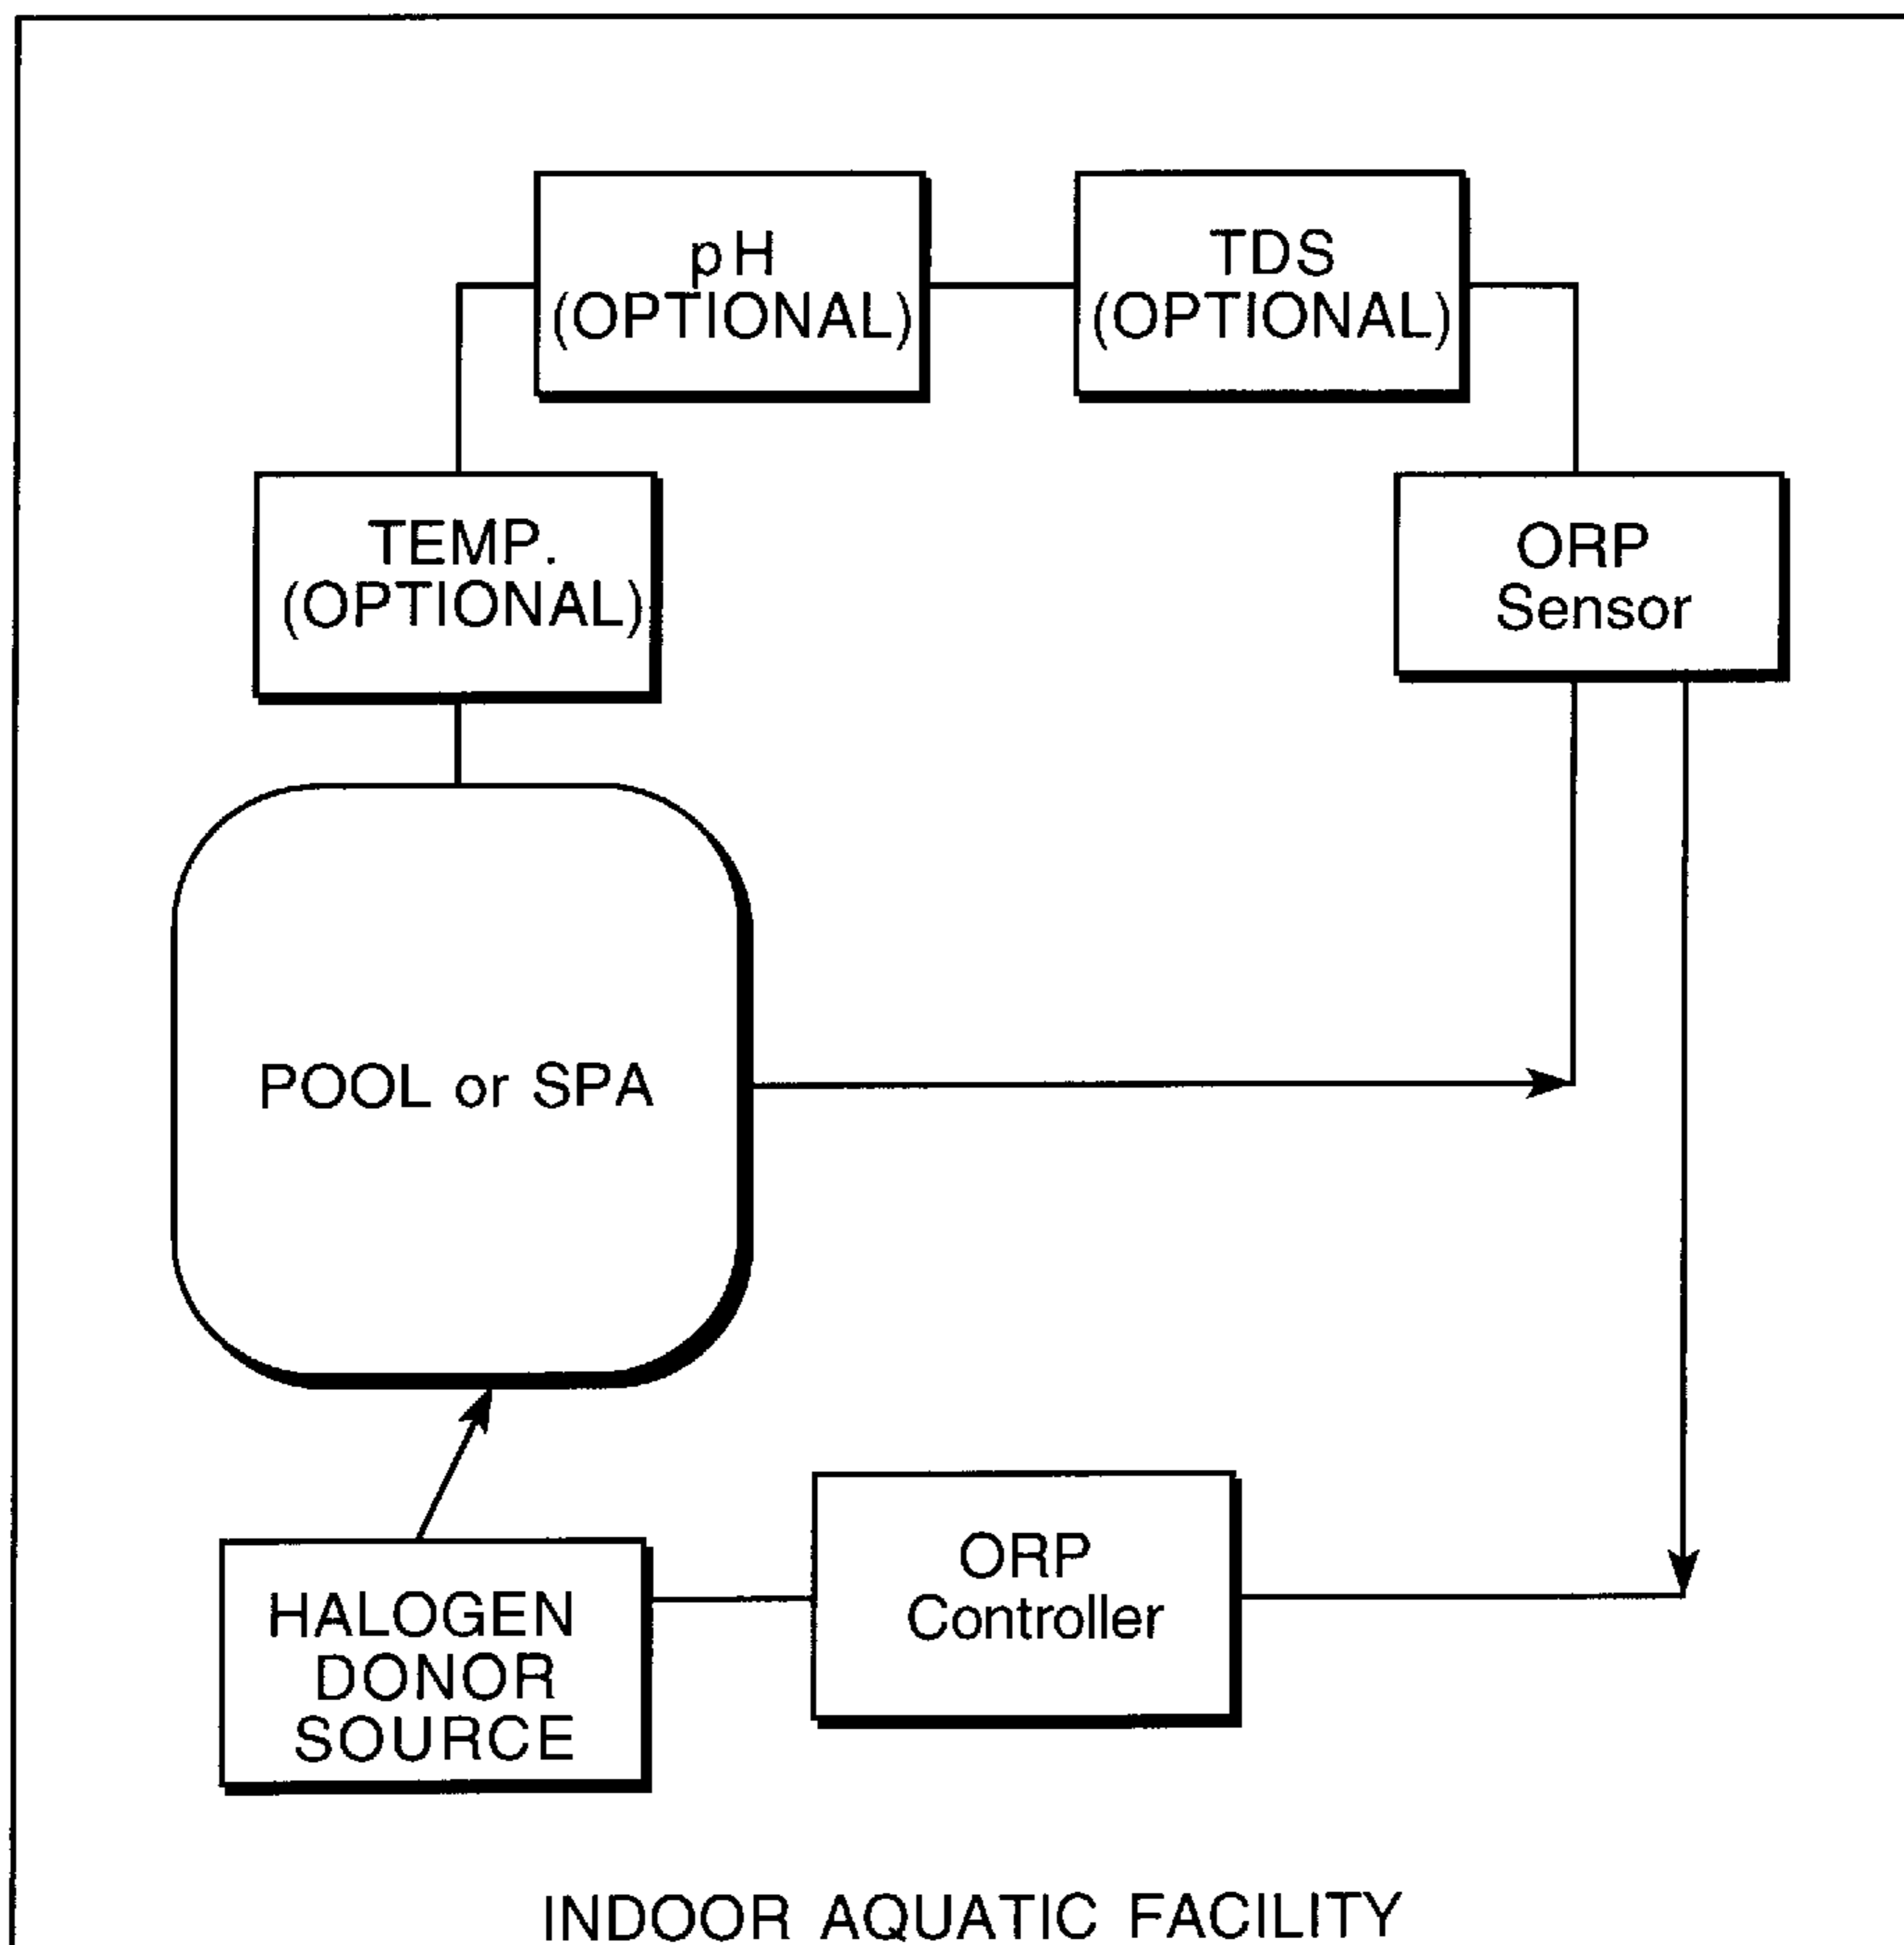 pH
(OPTIONAL)
TDS
(OPTIONAL)
TEMP.
(OPTIONAL)
ORP
Sensor
POOL or SPA
ORP
Controller
HALOGEN
DONOR
SOURCE
INDOOR AQUATIC FACILITY